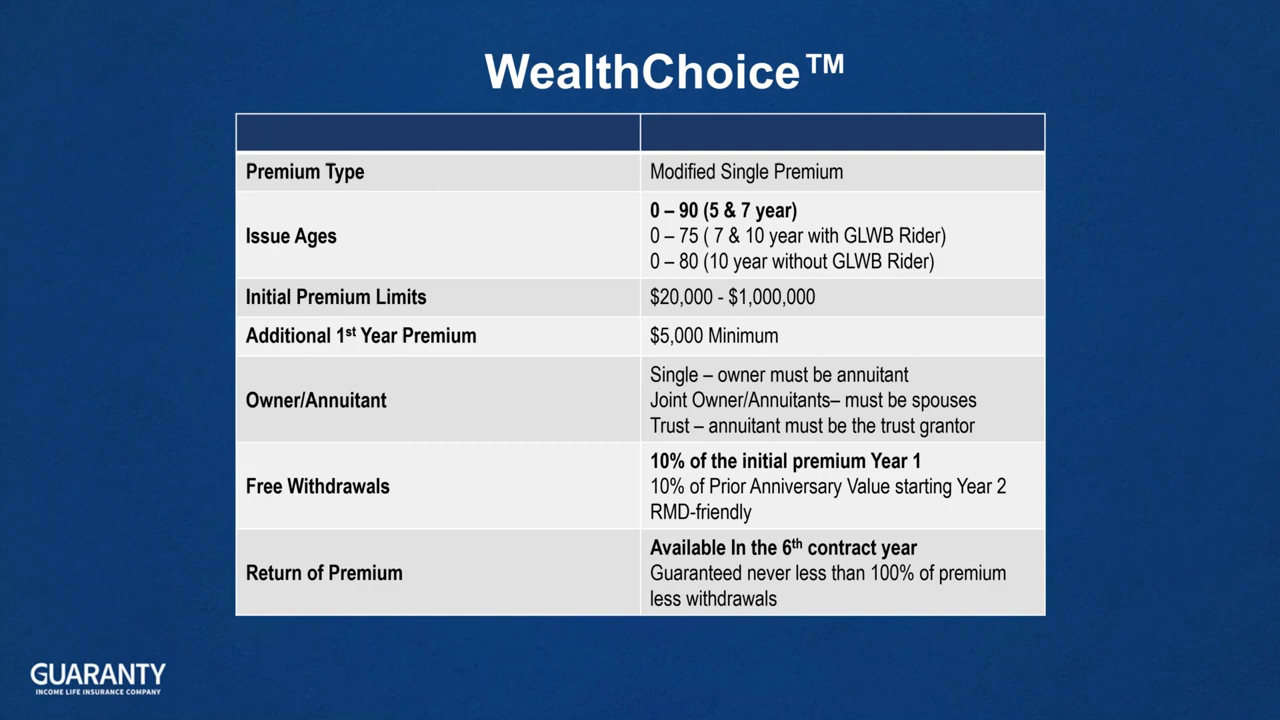 WealthChoice™
Premium Type
Modified Single Premium
Issue Ages
0 – 90 (5 & 7 year)
0 – 75 ( 7 & 10 year with GLWB Rider)
0 – 80 (10 year without GLWB Rider)
Initial Premium Limits
$20,000 - $1,000,000
Additional 1st Year Premium
$5,000 Minimum
Owner/Annuitant
Single – owner must be annuitant
Joint Owner/Annuitants– must be spouses
Trust – annuitant must be the trust grantor
Free Withdrawals
10% of the initial premium Year 1
10% of Prior Anniversary Value starting Year 2
RMD-friendly
Return of Premium
Available In the 6th contract year
Guaranteed never less than 100% of premium
less withdrawals
GUARANTY
INCOME LIFE INSURANCE COMPANY